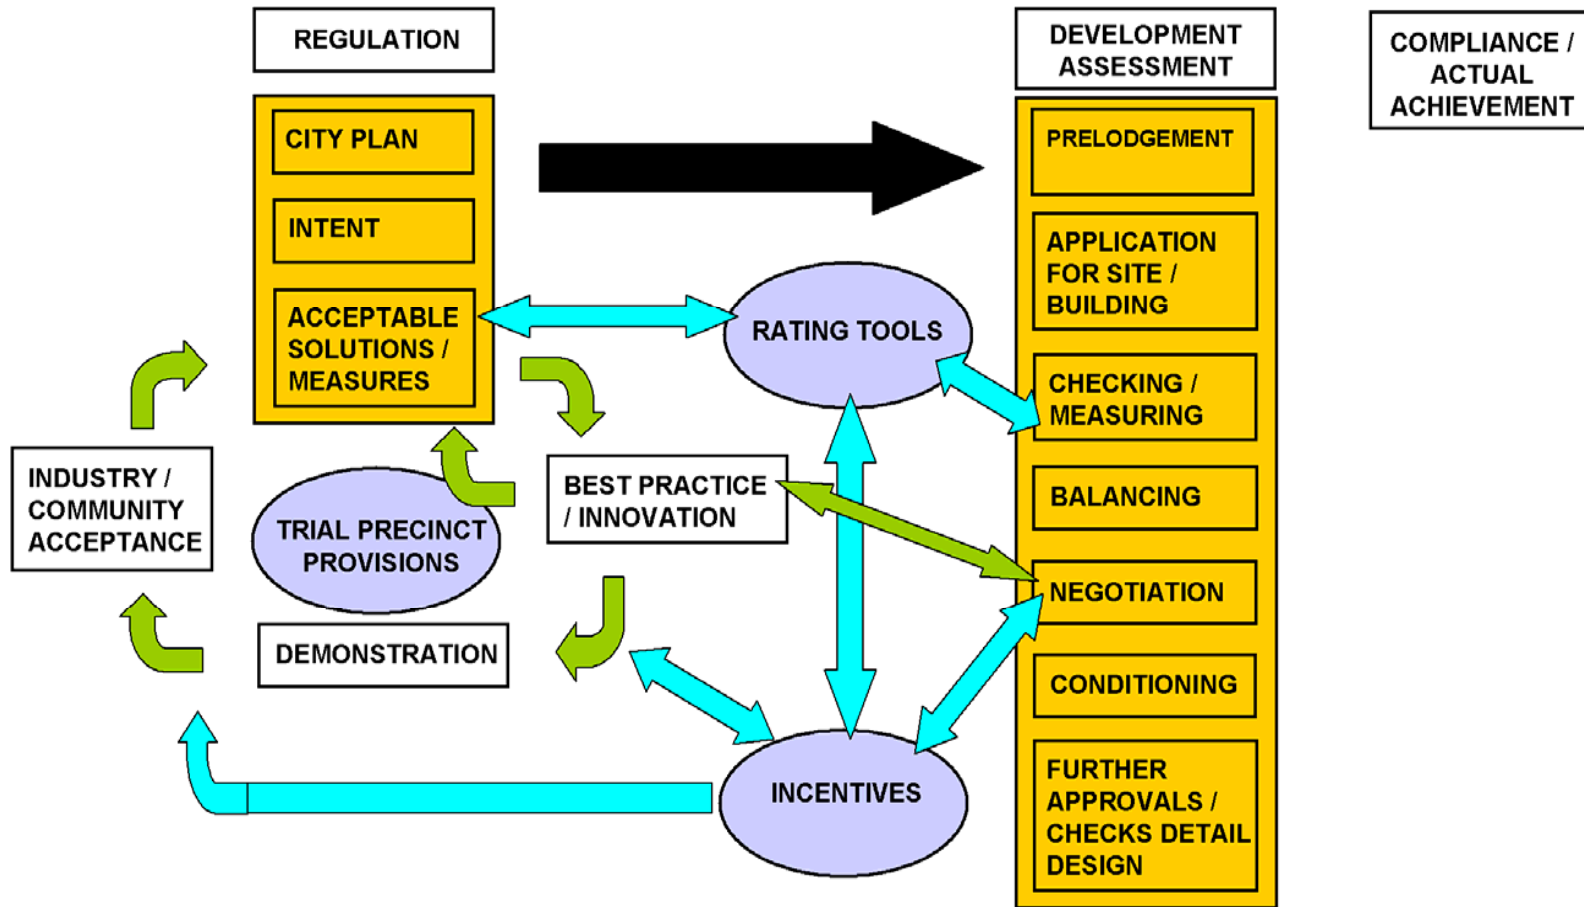 REGULATION
DEVELOPMENT
ASSESSMENT
COMPLIANCE /
ACTUAL
ACHIEVEMENT
CITY PLAN
INTENT
ACCEPTABLE
SOLUTIONS /
MEASURES
PRELODGEMENT
APPLICATION
FOR SITE /
BUILDING
CHECKING /
MEASURING
BALANCING
NEGOTIATION
CONDITIONING
FURTHER
APPROVALS /
CHECKS DETAIL
DESIGN
RATING TOOLS
INDUSTRY /
COMMUNITY
ACCEPTANCE
TRIAL PRECINCT
PROVISIONS
BEST PRACTICE
/ INNOVATION
DEMONSTRATION
INCENTIVES